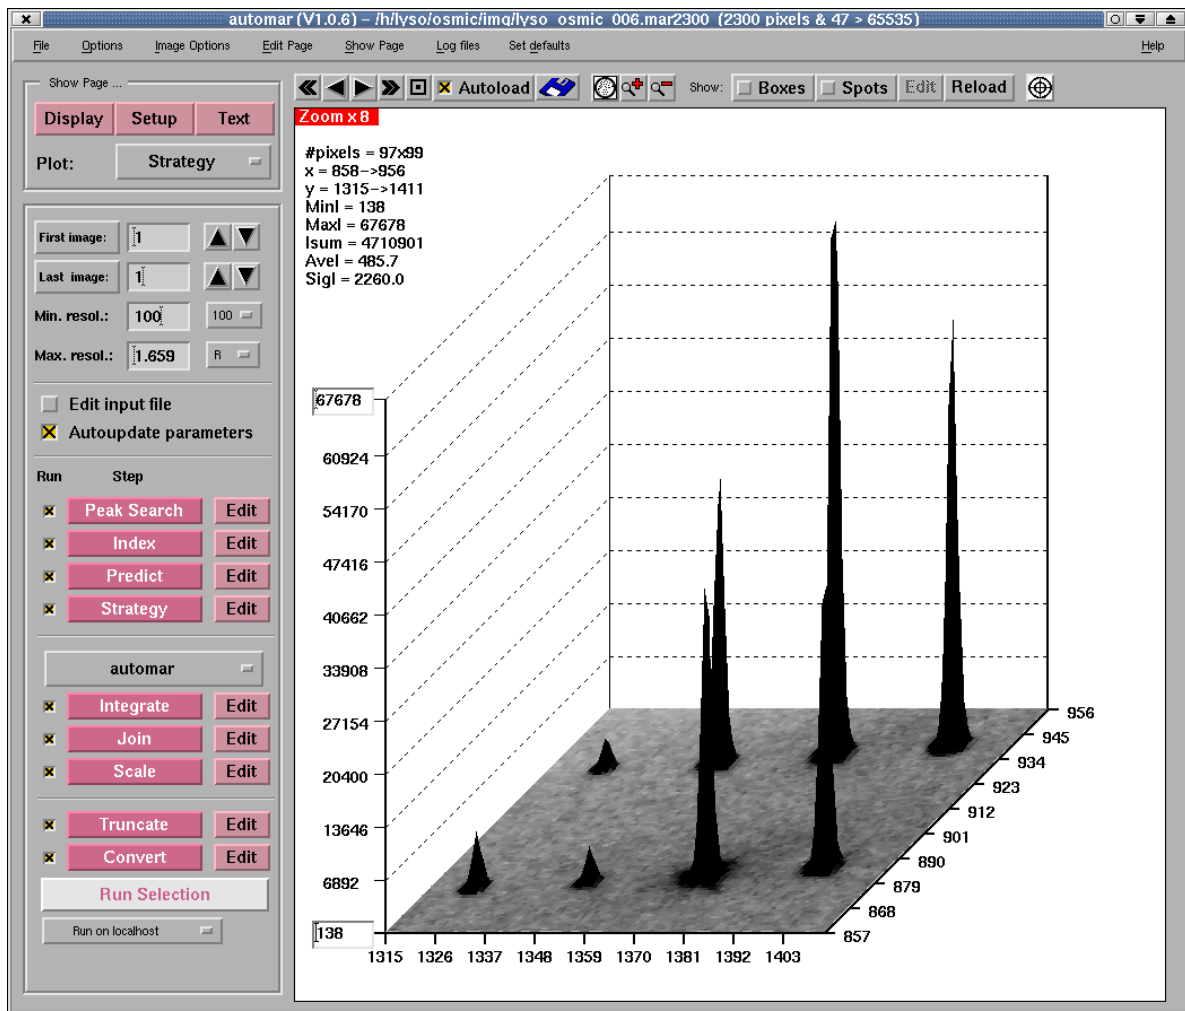 automar (V1.0.6) – /h/lyso/osmic/img/lyso_osmic_006.mar2300 (2300 pixels & 47 > 65535)
File Options Image Options Edit Page Show Page Log files Set defaults Help
Show Page ...
Display Setup Text
Plot: Strategy
First image: 1
Last image: 1
Min. resol.: 100 100
Max. resol.: 1.659 R
Edit input file
Autoupdate parameters
Run Step
Peak Search Edit
Index Edit
Predict Edit
Strategy Edit
automar
Integrate Edit
Join Edit
Scale Edit
Truncate Edit
Convert Edit
Run Selection
Run on localhost
Autoload Show: Boxes Spots Edit Reload
Zoom x 8
#pixels = 97x99
x = 858->956
y = 1315->1411
MinI = 138
MaxI = 67678
Isum = 4710901
AveI = 485.7
SigI = 2260.0
67678
60924
54170
47416
40662
33908
27154
20400
13646
6892
138
1315 1326 1337 1348 1359 1370 1381 1392 1403
956
945
934
923
912
901
890
879
868
857